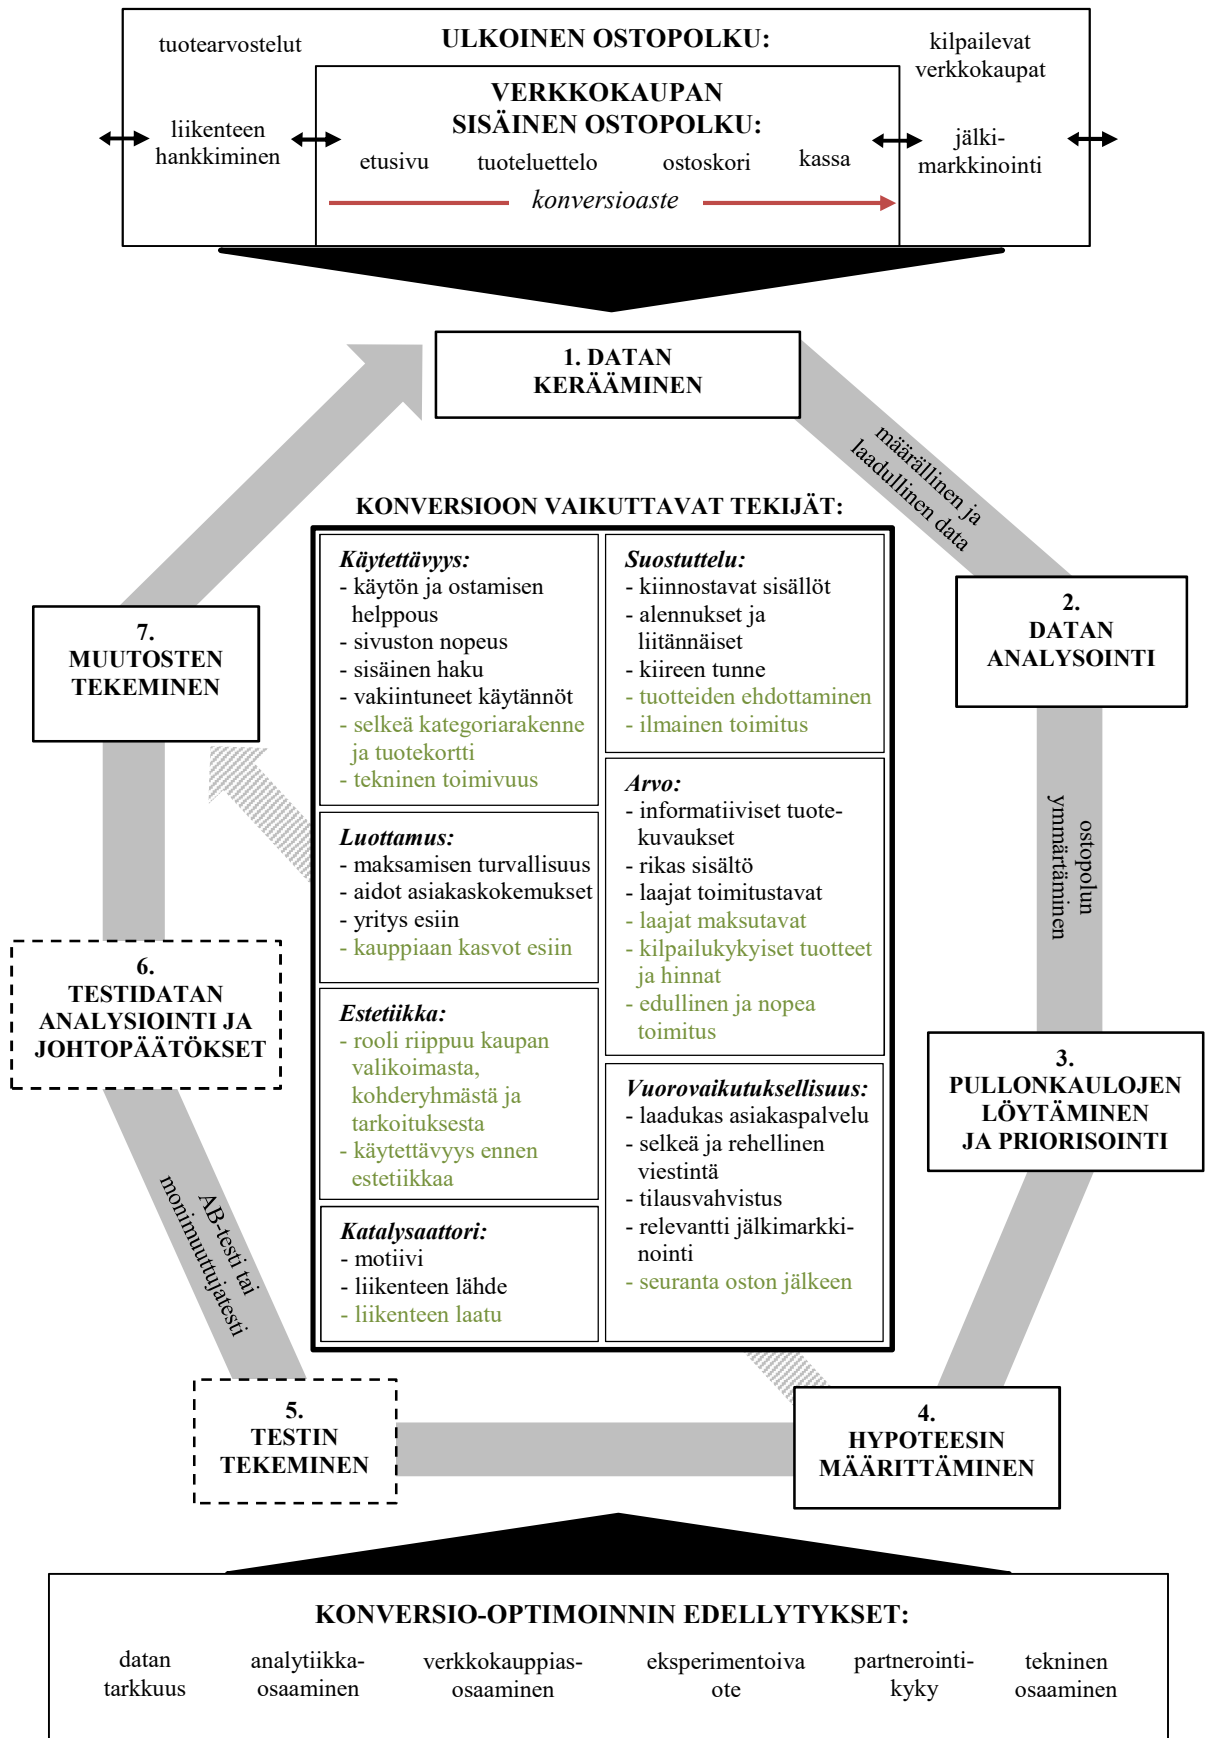 ULKOINEN OSTOPOLKU:
tuotearvostelut
kilpailevat
verkkokaupat
VERKKOKAUPAN
SISÄINEN OSTOPOLKU:
liikenteen
hankkiminen
etusivu
tuoteluettelo
ostoskori
kassa
jälki-
markkinointi
konversioaste
1. DATAN
KERÄÄMINEN
määrällinen ja
laadullinen data
2.
DATAN
ANALYSOINTI
ostopolun
ymmärtäminen
3.
PULLONKAULOJEN
LÖYTÄMINEN
JA PRIORISOINTI
4.
HYPOTEESIN
MÄÄRITTÄMINEN
5.
TESTIN
TEKEMINEN
AB-testi tai
monimuuttujatesti
6.
TESTIDATAN
ANALYSIOINTI JA
JOHTOPÄÄTÖKSET
7.
MUUTOSTEN
TEKEMINEN
KONVERSIOON VAIKUTTAVAT TEKIJÄT:
Käytettävyys:
- käytön ja ostamisen
helppous
- sivuston nopeus
- sisäinen haku
- vakiintuneet käytännöt
- selkeä kategoriarakenne
ja tuotekortti
- tekninen toimivuus
Luottamus:
- maksamisen turvallisuus
- aidot asiakaskokemukset
- yritys esiin
- kauppiaan kasvot esiin
Estetiikka:
- rooli riippuu kaupan
valikoimasta,
kohderyhmästä ja
tarkoituksesta
- käytettävyys ennen
estetiikkaa
Katalysaattori:
- motiivi
- liikenteen lähde
- liikenteen laatu
Suostuttelu:
- kiinnostavat sisällöt
- alennukset ja
liitännäiset
- kiireen tunne
- tuotteiden ehdottaminen
- ilmainen toimitus
Arvo:
- informatiiviset tuote-
kuvaukset
- rikas sisältö
- laajat toimitustavat
- laajat maksutavat
- kilpailukykyiset tuotteet
ja hinnat
- edullinen ja nopea
toimitus
Vuorovaikutuksellisuus:
- laadukas asiakaspalvelu
- selkeä ja rehellinen
viestintä
- tilausvahvistus
- relevantti jälkimarkki-
nointi
- seuranta oston jälkeen
KONVERSIO-OPTIMOINNIN EDELLYTYKSET:
datan
tarkkuus
analytiikka-
osaaminen
verkkokauppias-
osaaminen
eksperimentoiva
ote
partnerointi-
kyky
tekninen
osaaminen